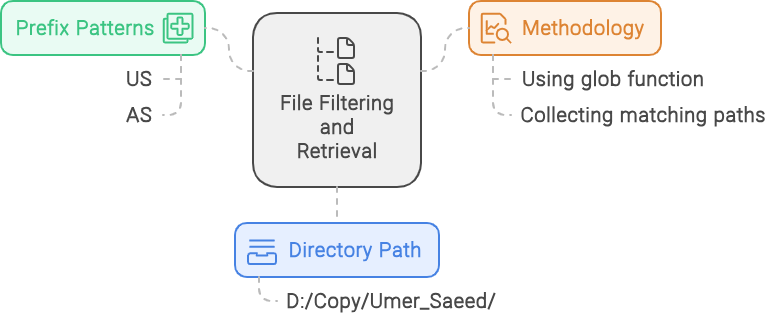 Prefix Patterns
US
AS
File Filtering
and
Retrieval
Methodology
Using glob function
Collecting matching paths
Directory Path
D:/Copy/Umer_Saeed/